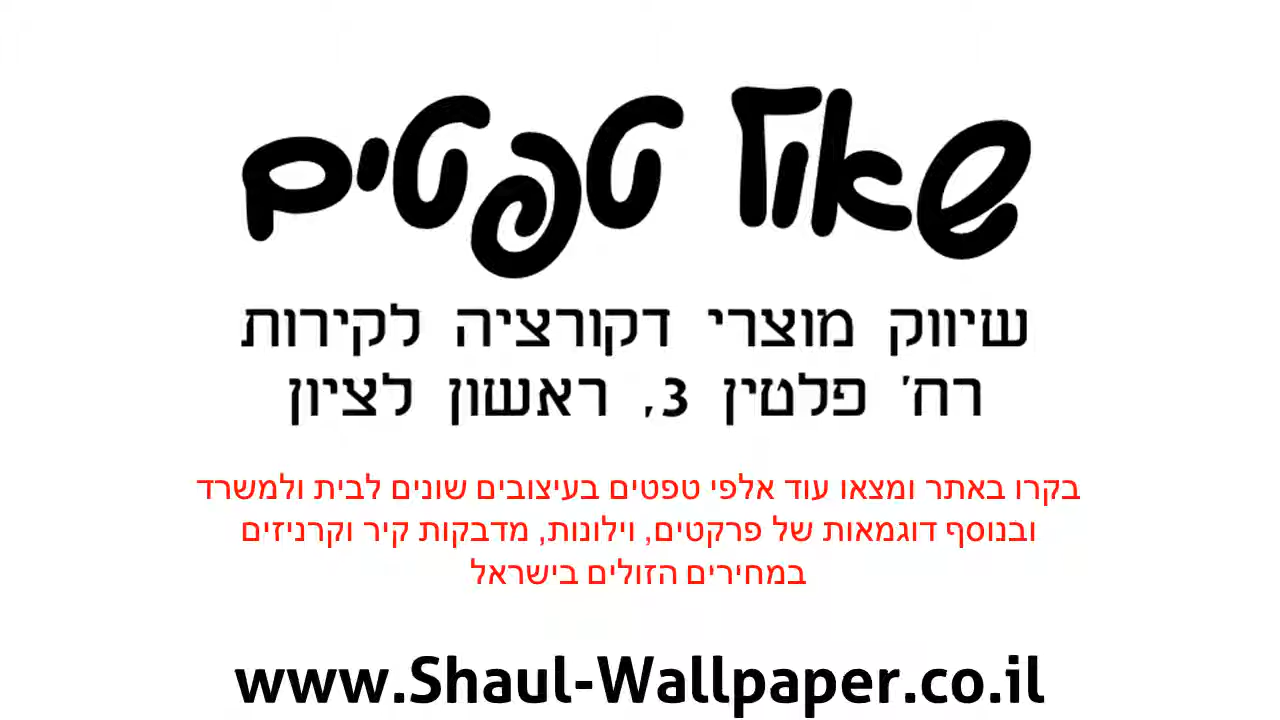 שאול טפטים
שיווק מוצרי דקורציה לקירות
רח' פלטין 3, ראשון לציון
בקרו באתר ומצאו עוד אלפי טפטים בעיצובים שונים לבית ולמשרד
ובנוסף דוגמאות של פרקטים, וילונות, מדבקות קיר וקרניזים
במחירים הזולים בישראל
www.Shaul-Wallpaper.co.il